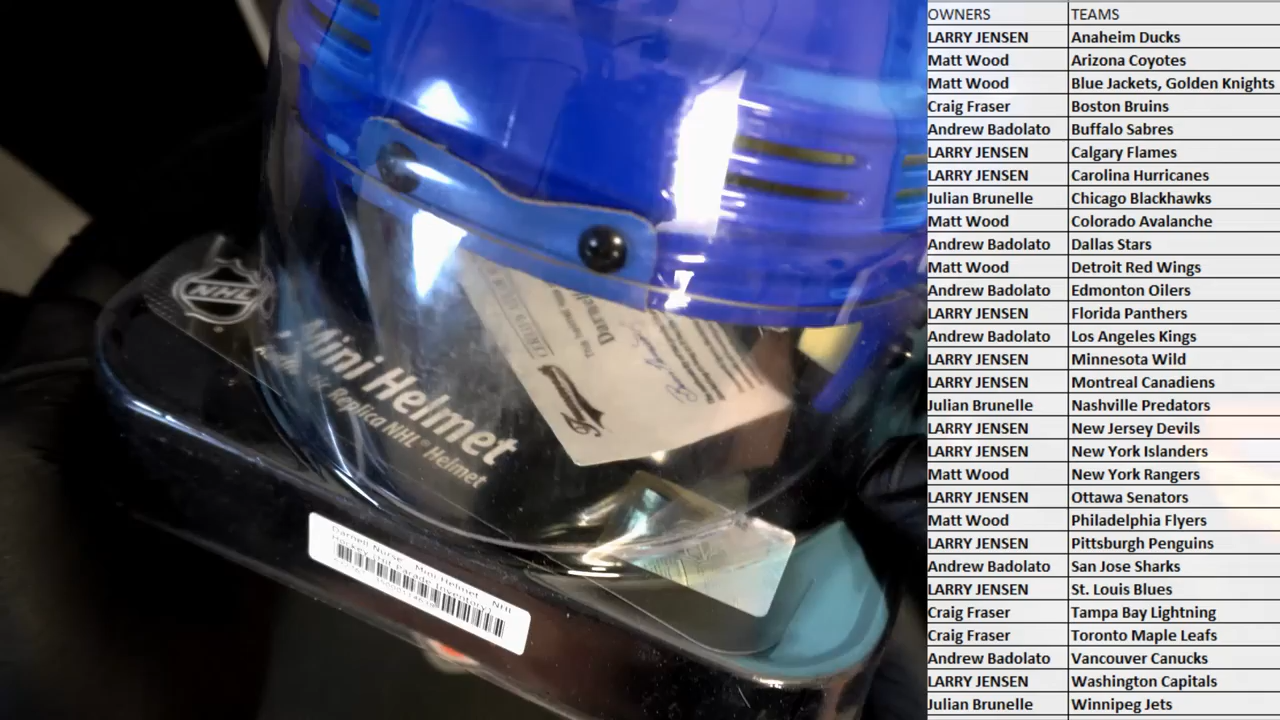 OWNERS TEAMS
LARRY JENSEN Anaheim Ducks
Matt Wood Arizona Coyotes
Matt Wood Blue Jackets, Golden Knights
Craig Fraser Boston Bruins
Andrew Badolato Buffalo Sabres
LARRY JENSEN Calgary Flames
LARRY JENSEN Carolina Hurricanes
Julian Brunelle Chicago Blackhawks
Matt Wood Colorado Avalanche
Andrew Badolato Dallas Stars
Matt Wood Detroit Red Wings
Andrew Badolato Edmonton Oilers
LARRY JENSEN Florida Panthers
Andrew Badolato Los Angeles Kings
LARRY JENSEN Minnesota Wild
LARRY JENSEN Montreal Canadiens
Julian Brunelle Nashville Predators
LARRY JENSEN New Jersey Devils
LARRY JENSEN New York Islanders
Matt Wood New York Rangers
LARRY JENSEN Ottawa Senators
Matt Wood Philadelphia Flyers
LARRY JENSEN Pittsburgh Penguins
Andrew Badolato San Jose Sharks
LARRY JENSEN St. Louis Blues
Craig Fraser Tampa Bay Lightning
Craig Fraser Toronto Maple Leafs
Andrew Badolato Vancouver Canucks
LARRY JENSEN Washington Capitals
Julian Brunelle Winnipeg Jets
NHL
Mini Helmet
Replica NHL® Helmet
Darnell Nurse - Mini Helmet - NHL